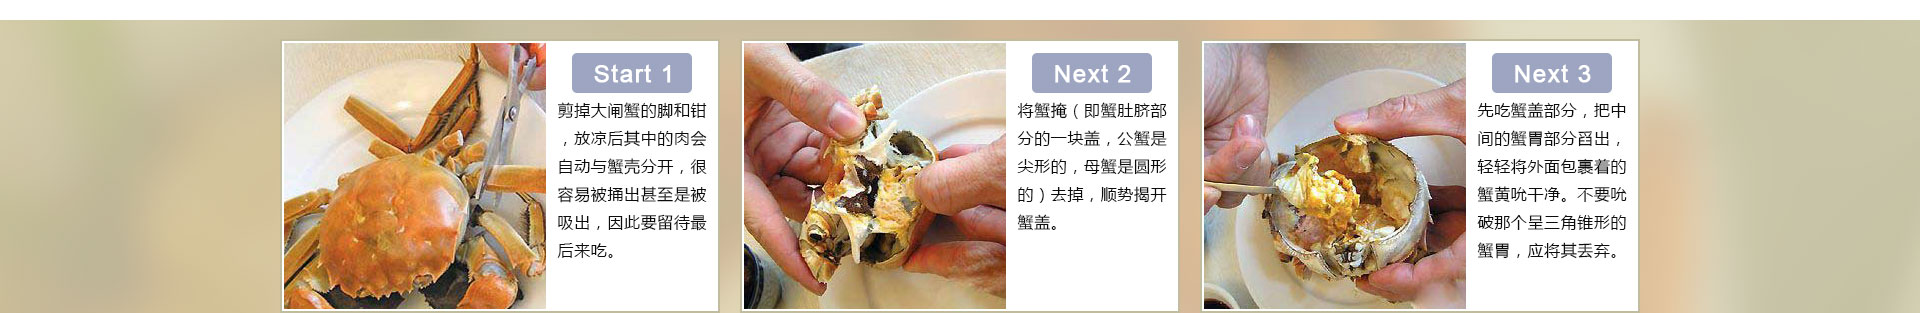 Start 1
剪掉大闸蟹的脚和钳
，放凉后其中的肉会
自动与蟹壳分开，很
容易被捅出甚至是被
吸出，因此要留待最
后来吃。
Next 2
将蟹掩（即蟹肚脐部
分的一块盖，公蟹是
尖形的，母蟹是圆形
的）去掉，顺势揭开
蟹盖。
Next 3
先吃蟹盖部分，把中
间的蟹胃部分舀出，
轻轻将外面包裹着的
蟹黄吮干净。不要吮
破那个呈三角锥形的
蟹胃，应将其丢弃。